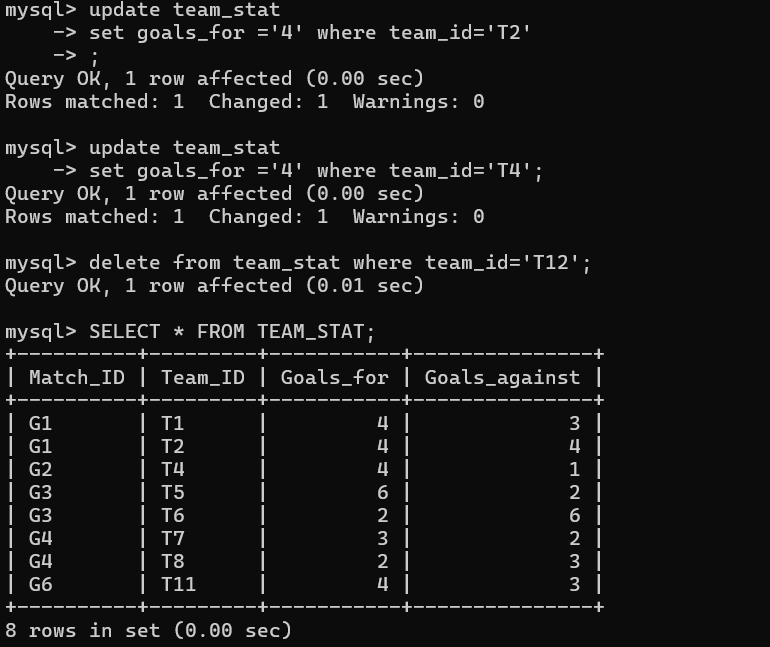 mysql> update team_stat
    -> set goals_for ='4' where team_id='T2'
    -> ;
Query OK, 1 row affected (0.00 sec)
Rows matched: 1  Changed: 1  Warnings: 0

mysql> update team_stat
    -> set goals_for ='4' where team_id='T4';
Query OK, 1 row affected (0.00 sec)
Rows matched: 1  Changed: 1  Warnings: 0

mysql> delete from team_stat where team_id='T12';
Query OK, 1 row affected (0.01 sec)

mysql> SELECT * FROM TEAM_STAT;
+----------+---------+-----------+---------------+
| Match_ID | Team_ID | Goals_for | Goals_against |
+----------+---------+-----------+---------------+
| G1       | T1      |         4 |             3 |
| G1       | T2      |         4 |             4 |
| G2       | T4      |         4 |             1 |
| G3       | T5      |         6 |             2 |
| G3       | T6      |         2 |             6 |
| G4       | T7      |         3 |             2 |
| G4       | T8      |         2 |             3 |
| G6       | T11     |         4 |             3 |
+----------+---------+-----------+---------------+
8 rows in set (0.00 sec)